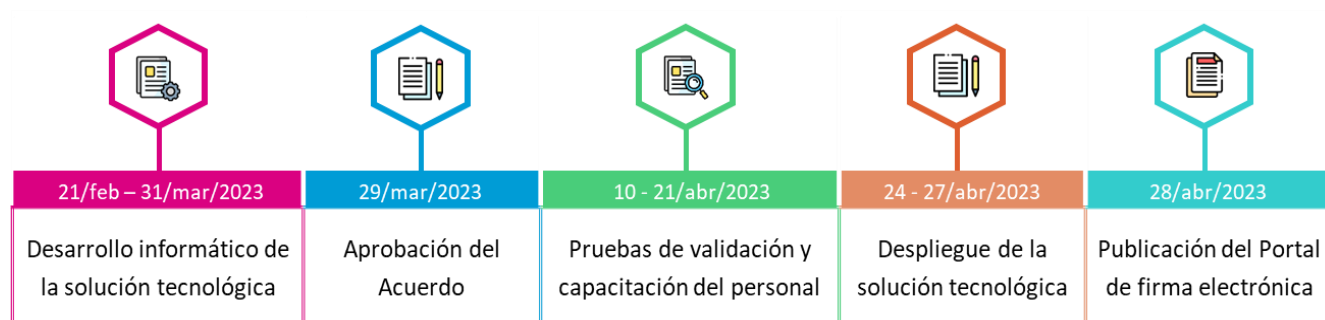 21/feb – 31/mar/2023
Desarrollo informático de
la solución tecnológica
29/mar/2023
Aprobación del
Acuerdo
10 - 21/abr/2023
Pruebas de validación y
capacitación del personal
24 - 27/abr/2023
Despliegue de la
solución tecnológica
28/abr/2023
Publicación del Portal
de firma electrónica